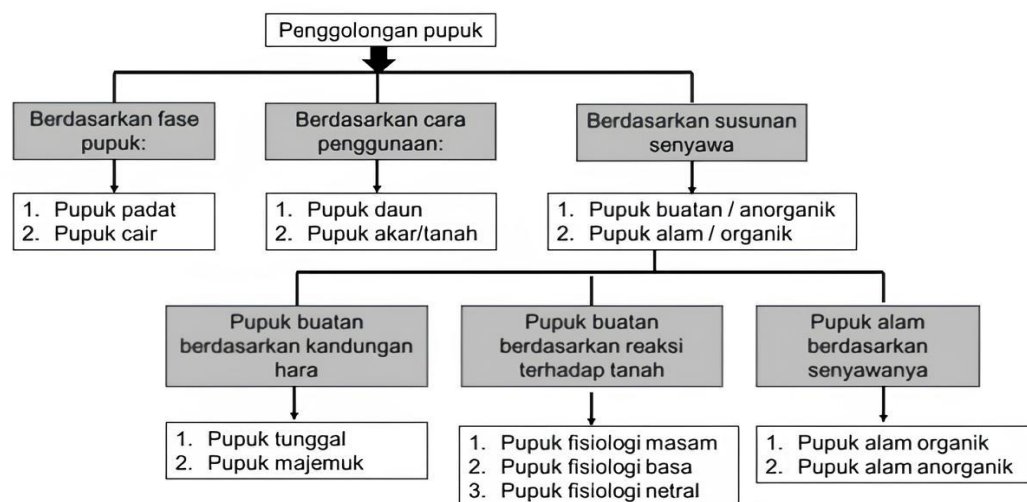 Penggolongan pupuk
Berdasarkan fase
pupuk:
Berdasarkan cara
penggunaan:
Berdasarkan susunan
senyawa
1. Pupuk padat
2. Pupuk cair
1. Pupuk daun
2. Pupuk akar/tanah
1. Pupuk buatan / anorganik
2. Pupuk alam / organik
Pupuk buatan
berdasarkan kandungan
hara
Pupuk buatan
berdasarkan reaksi
terhadap tanah
Pupuk alam
berdasarkan
senyawanya
1. Pupuk tunggal
2. Pupuk majemuk
1. Pupuk fisiologi masam
2. Pupuk fisiologi basa
3. Pupuk fisiologi netral
1. Pupuk alam organik
2. Pupuk alam anorganik